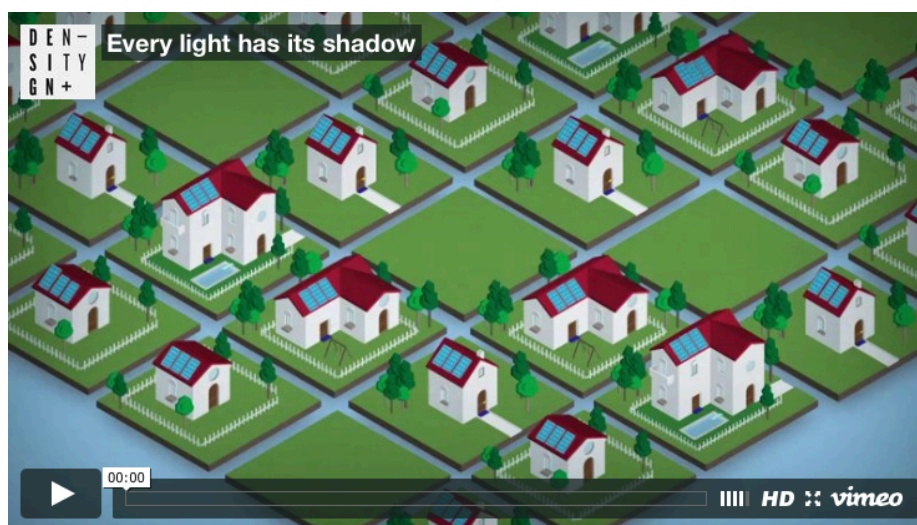 DEN-
SITY
GN+
Every light has its shadow
00:00
HD vimeo